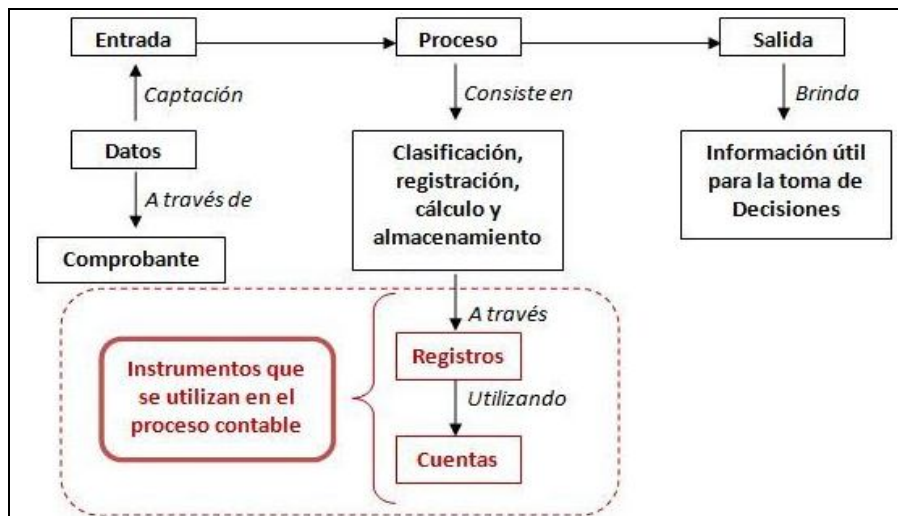 Entrada
Proceso
Salida
Captación
Consiste en
Brinda
Datos
Clasificación,
registración,
cálculo y
almacenamiento
Información útil
para la toma de
Decisiones
A través de
Comprobante
A través
Instrumentos que
se utilizan en el
proceso contable
Registros
Utilizando
Cuentas